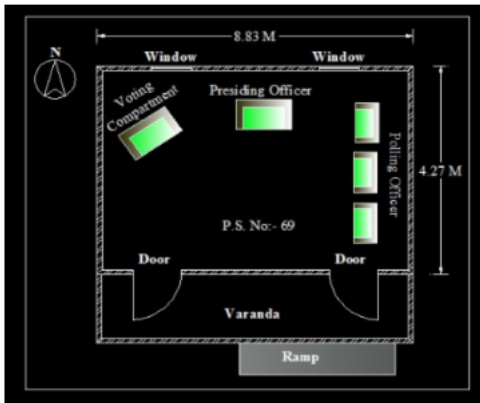 8.83 M
N
Window
Window
Voting
Compartment
Presiding Officer
Polling Officer
4.27 M
P.S. No:- 69
Door
Door
Varanda
Ramp